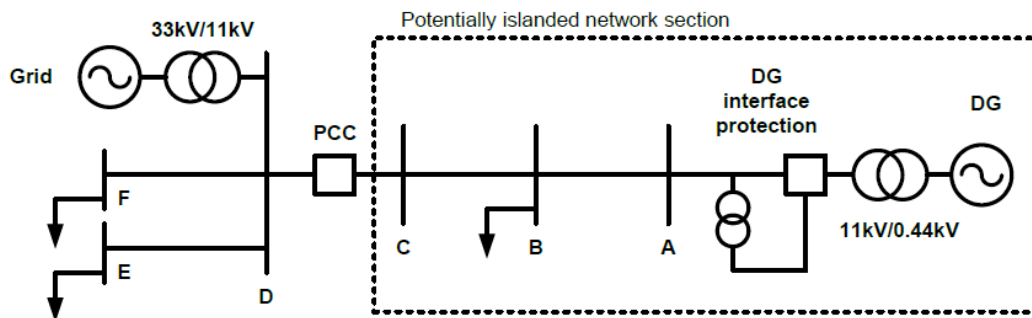 Potentially islanded network section
33kV/11kV
Grid
PCC
DG
interface
protection
DG
F
E
D
C
B
A
11kV/0.44kV